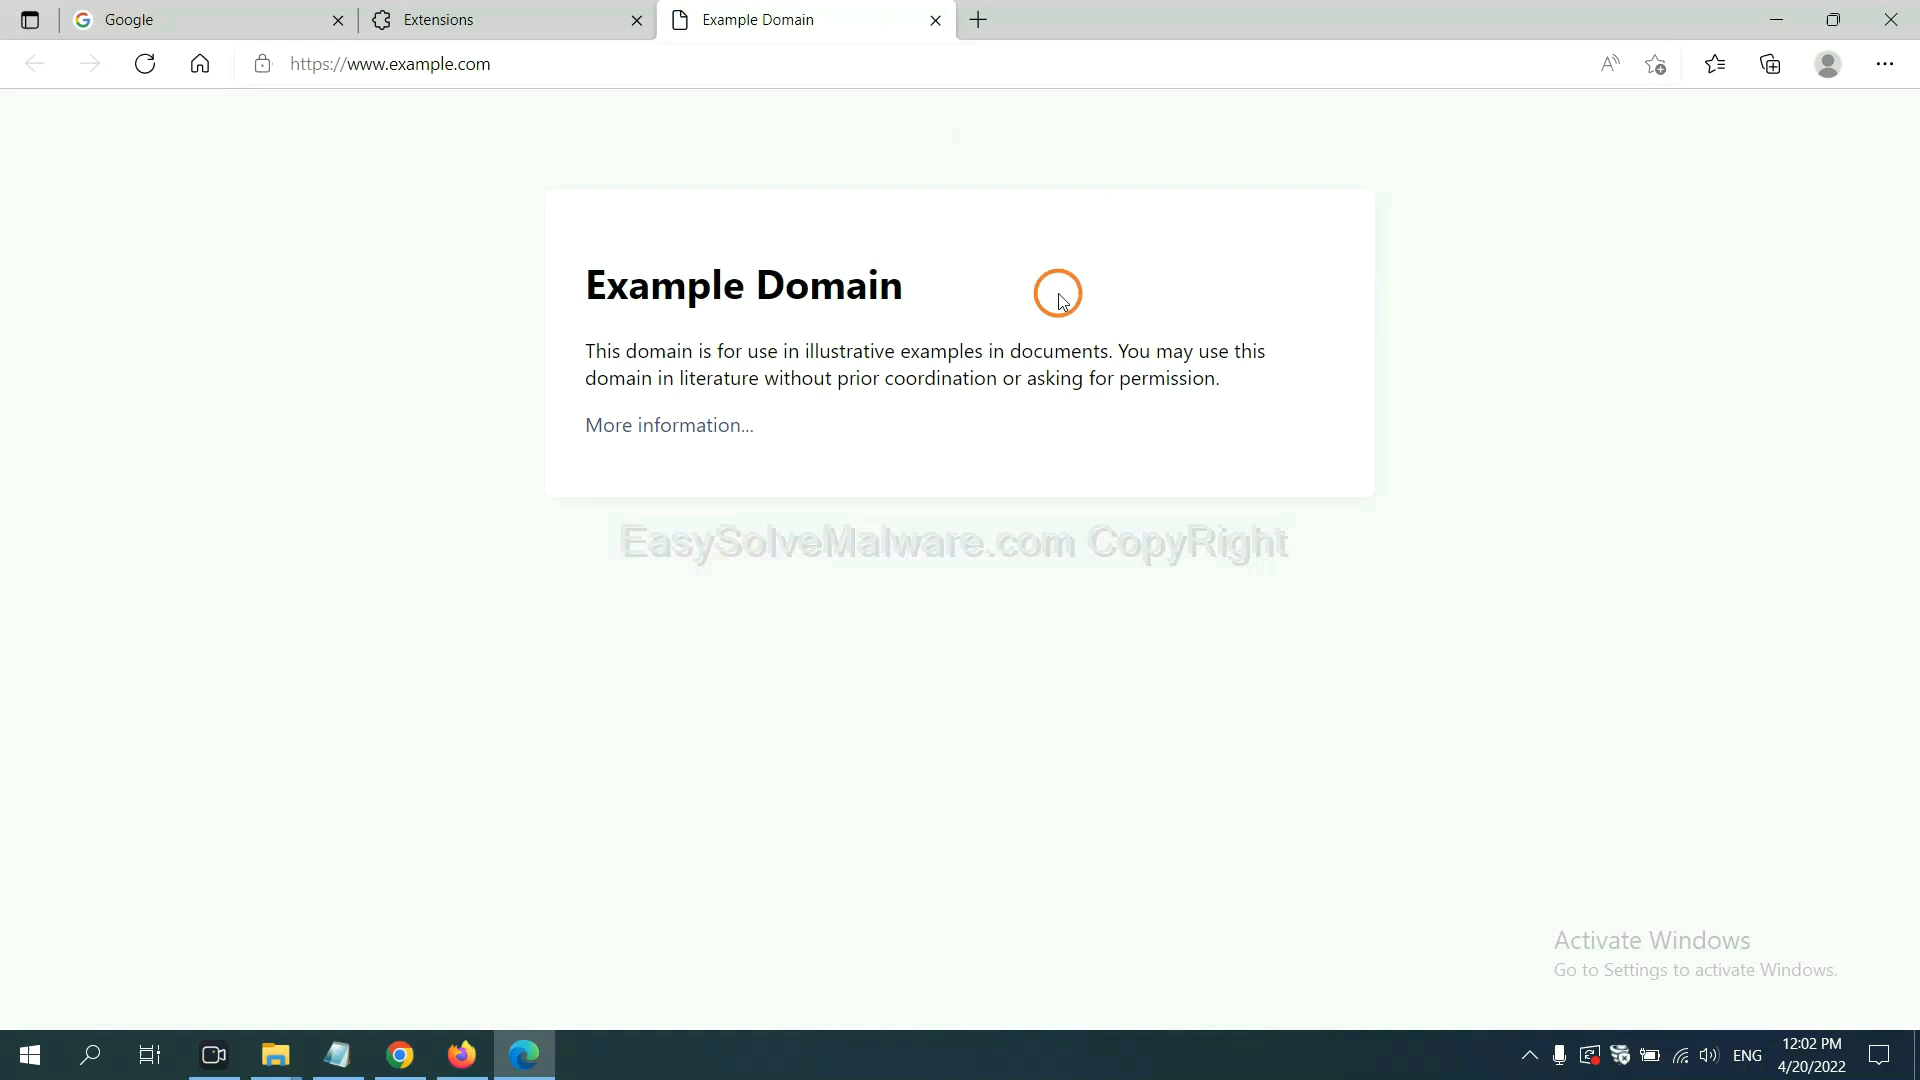 Google
Extensions
Example Domain
https://www.example.com
Example Domain
This domain is for use in illustrative examples in documents. You may use this
domain in literature without prior coordination or asking for permission.
More information...
EasySolveMalware.com CopyRight
Activate Windows
Go to Settings to activate Windows.
ENG
12:02 PM
4/20/2022